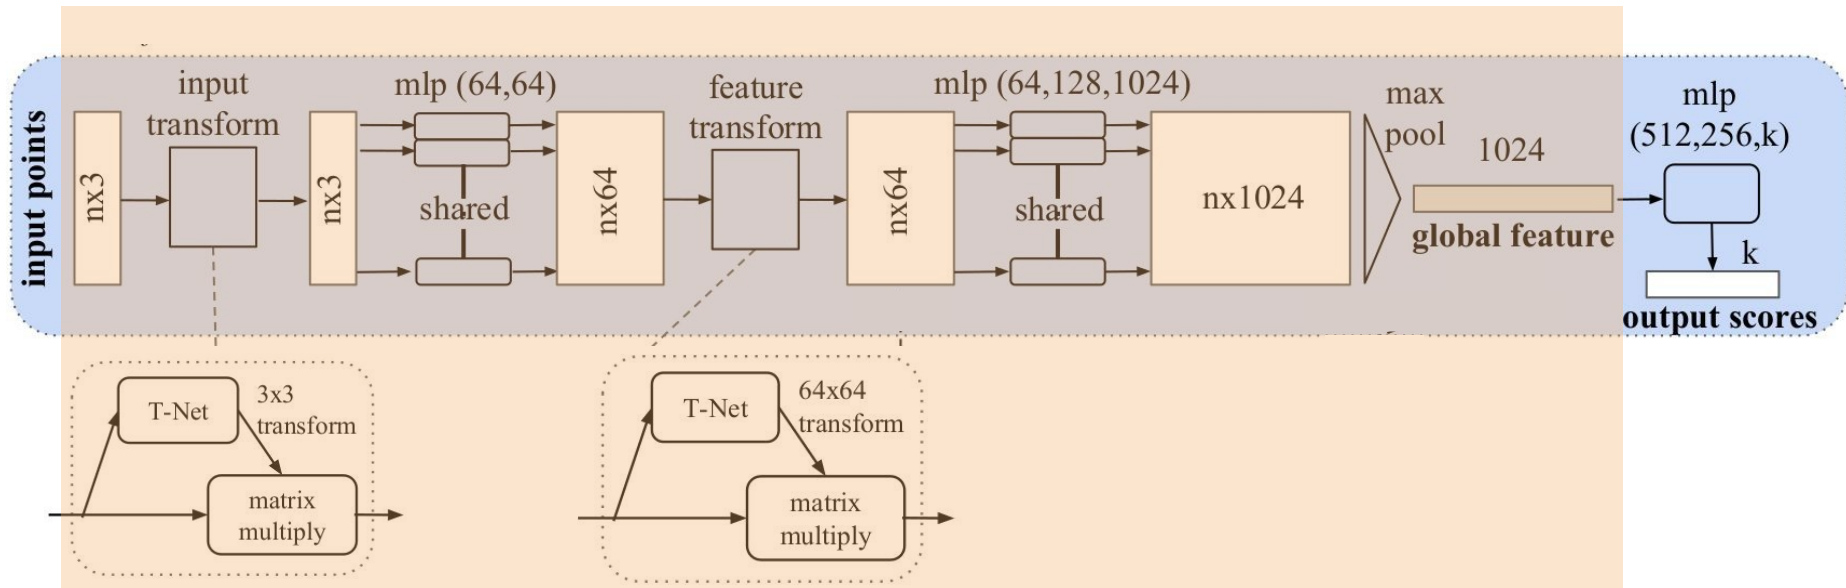 input points
nx3
input
transform
nx3
mlp (64,64)
shared
nx64
feature
transform
nx64
mlp (64,128,1024)
shared
nx1024
max
pool
1024
global feature
mlp
(512,256,k)
k
output scores
T-Net
3x3
transform
matrix
multiply
T-Net
64x64
transform
matrix
multiply